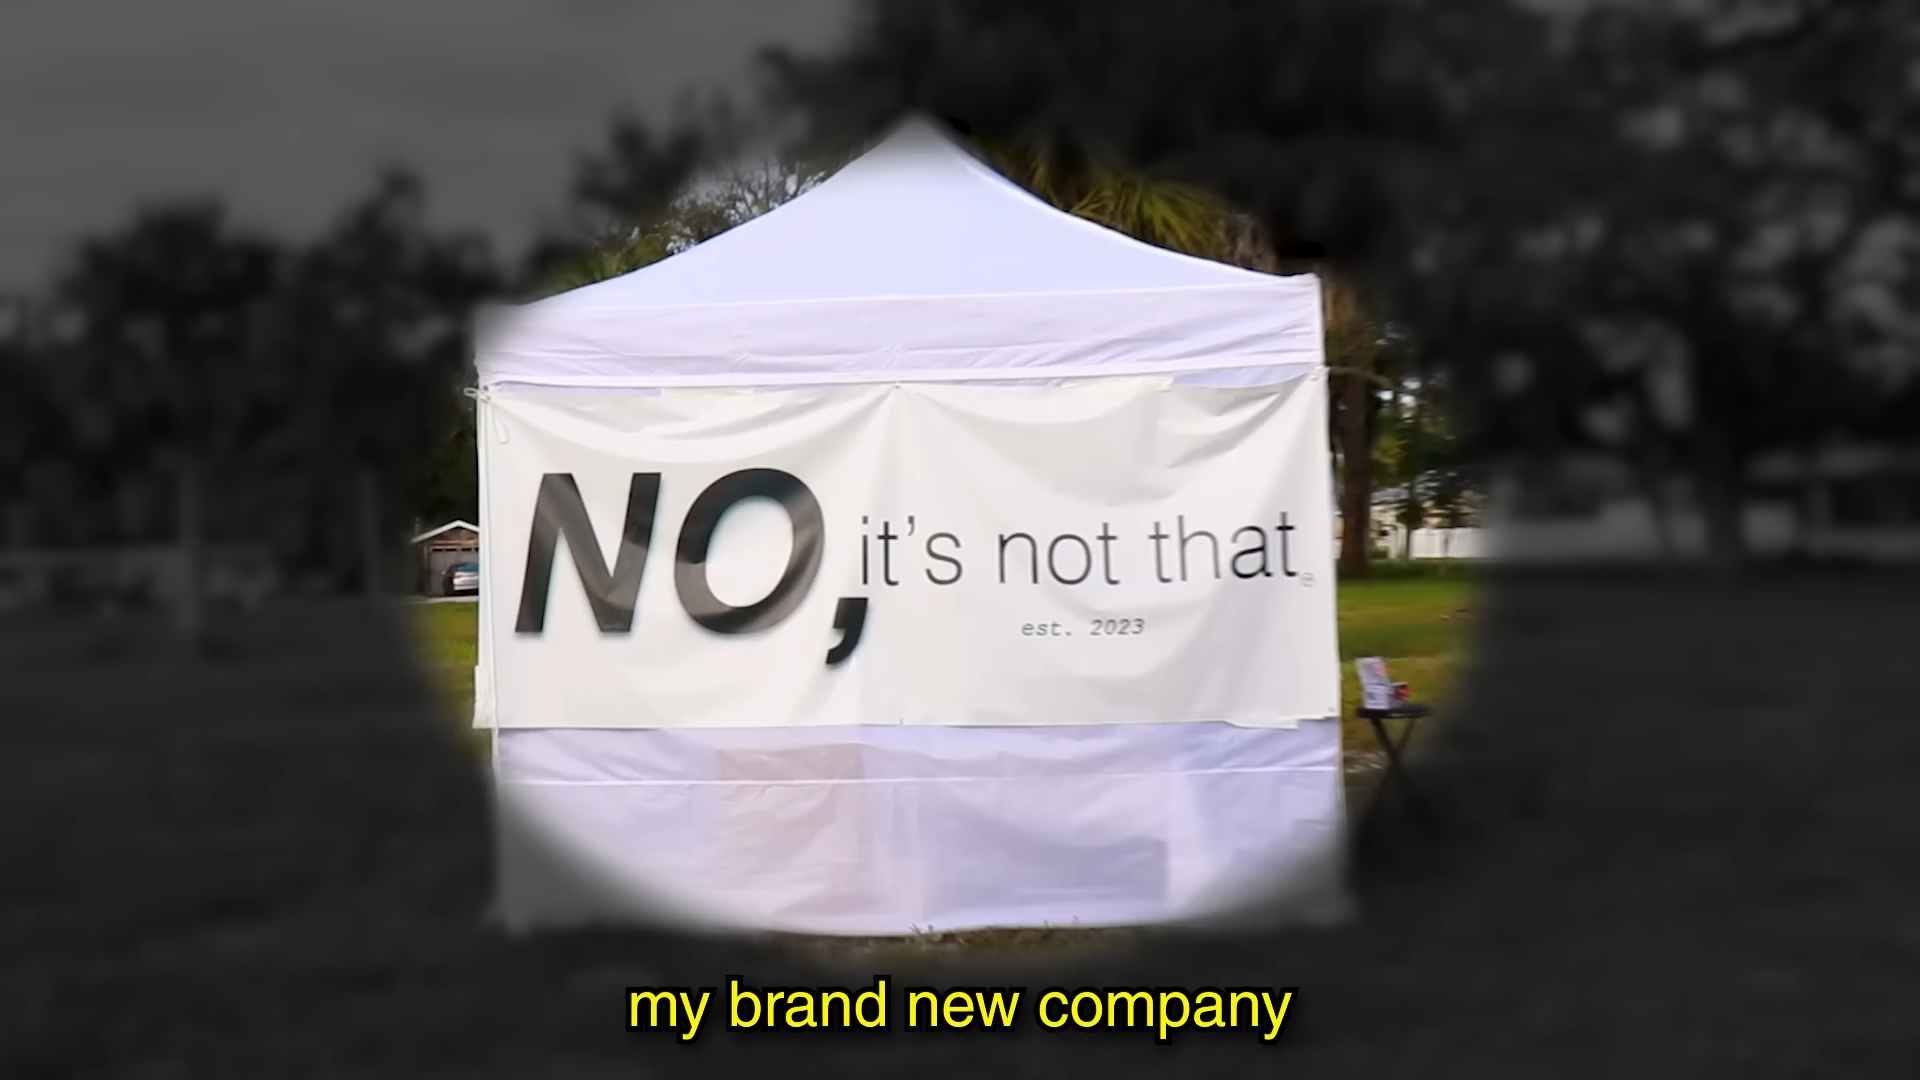 NO, it's not that.
est. 2023
my brand new company